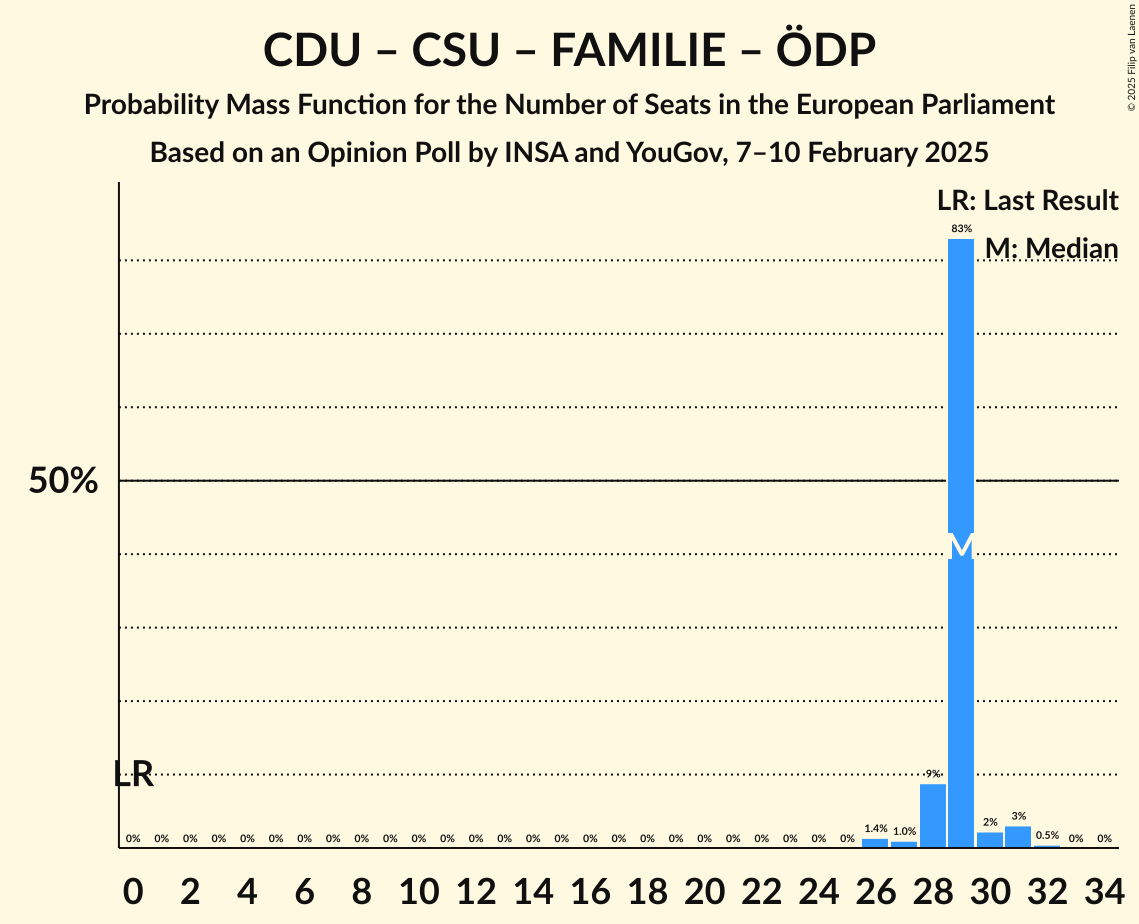 CDU – CSU – FAMILIE – ÖDP
Probability Mass Function for the Number of Seats in the European Parliament
Based on an Opinion Poll by INSA and YouGov, 7–10 February 2025
© 2025 Filip van Laenen
LR: Last Result
M: Median
83%
50%
M
LR
9%
0% 0% 0% 0% 0% 0% 0% 0% 0% 0% 0% 0% 0% 0% 0% 0% 0% 0% 0% 0% 0% 0% 0% 0% 0% 0% 1.4% 1.0% 2% 3% 0.5% 0% 0%
0 2 4 6 8 10 12 14 16 18 20 22 24 26 28 30 32 34